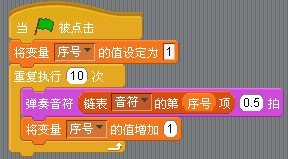 当 被点击
将变量 序号 的值设定为 1
重复执行 10 次
弹奏音符 链表 音符 的第 序号 项 0.5 拍
将变量 序号 的值增加 1